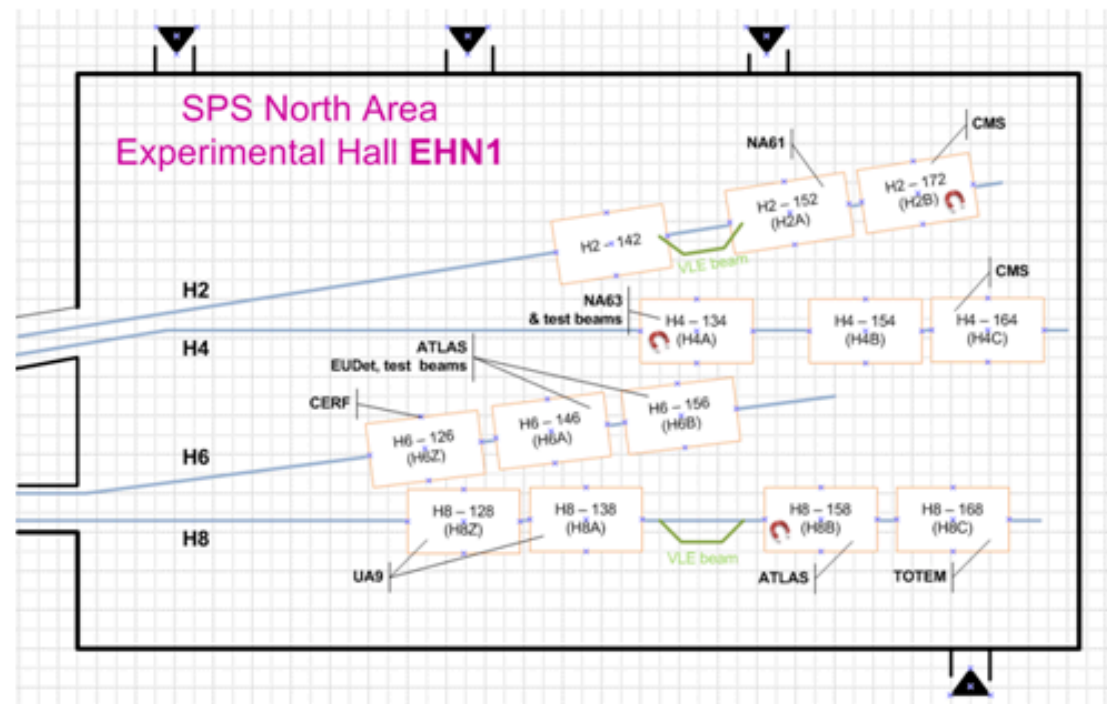 SPS North Area
Experimental Hall EHN1
CMS
NA61
H2 – 172
(H2B)
H2 – 152
(H2A)
H2 – 142
VLE beam
H2
CMS
NA63
& test beams
H4 – 134
(H4A)
H4 – 154
(H4B)
H4 – 164
(H4C)
H4
ATLAS
EUDet, test beams
CERF
H6 – 156
(H6B)
H6 – 146
(H6A)
H6 – 126
(H6Z)
H6
H8 – 128
(H8Z)
H8 – 138
(H8A)
H8 – 158
(H8B)
H8 – 168
(H8C)
H8
VLE beam
UA9
ATLAS
TOTEM